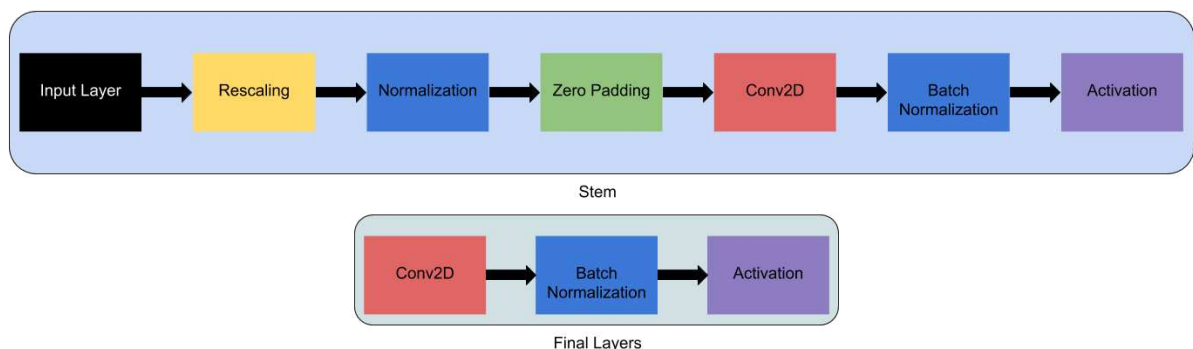 Input Layer
Rescaling
Normalization
Zero Padding
Conv2D
Batch
Normalization
Activation
Stem
Conv2D
Batch
Normalization
Activation
Final Layers